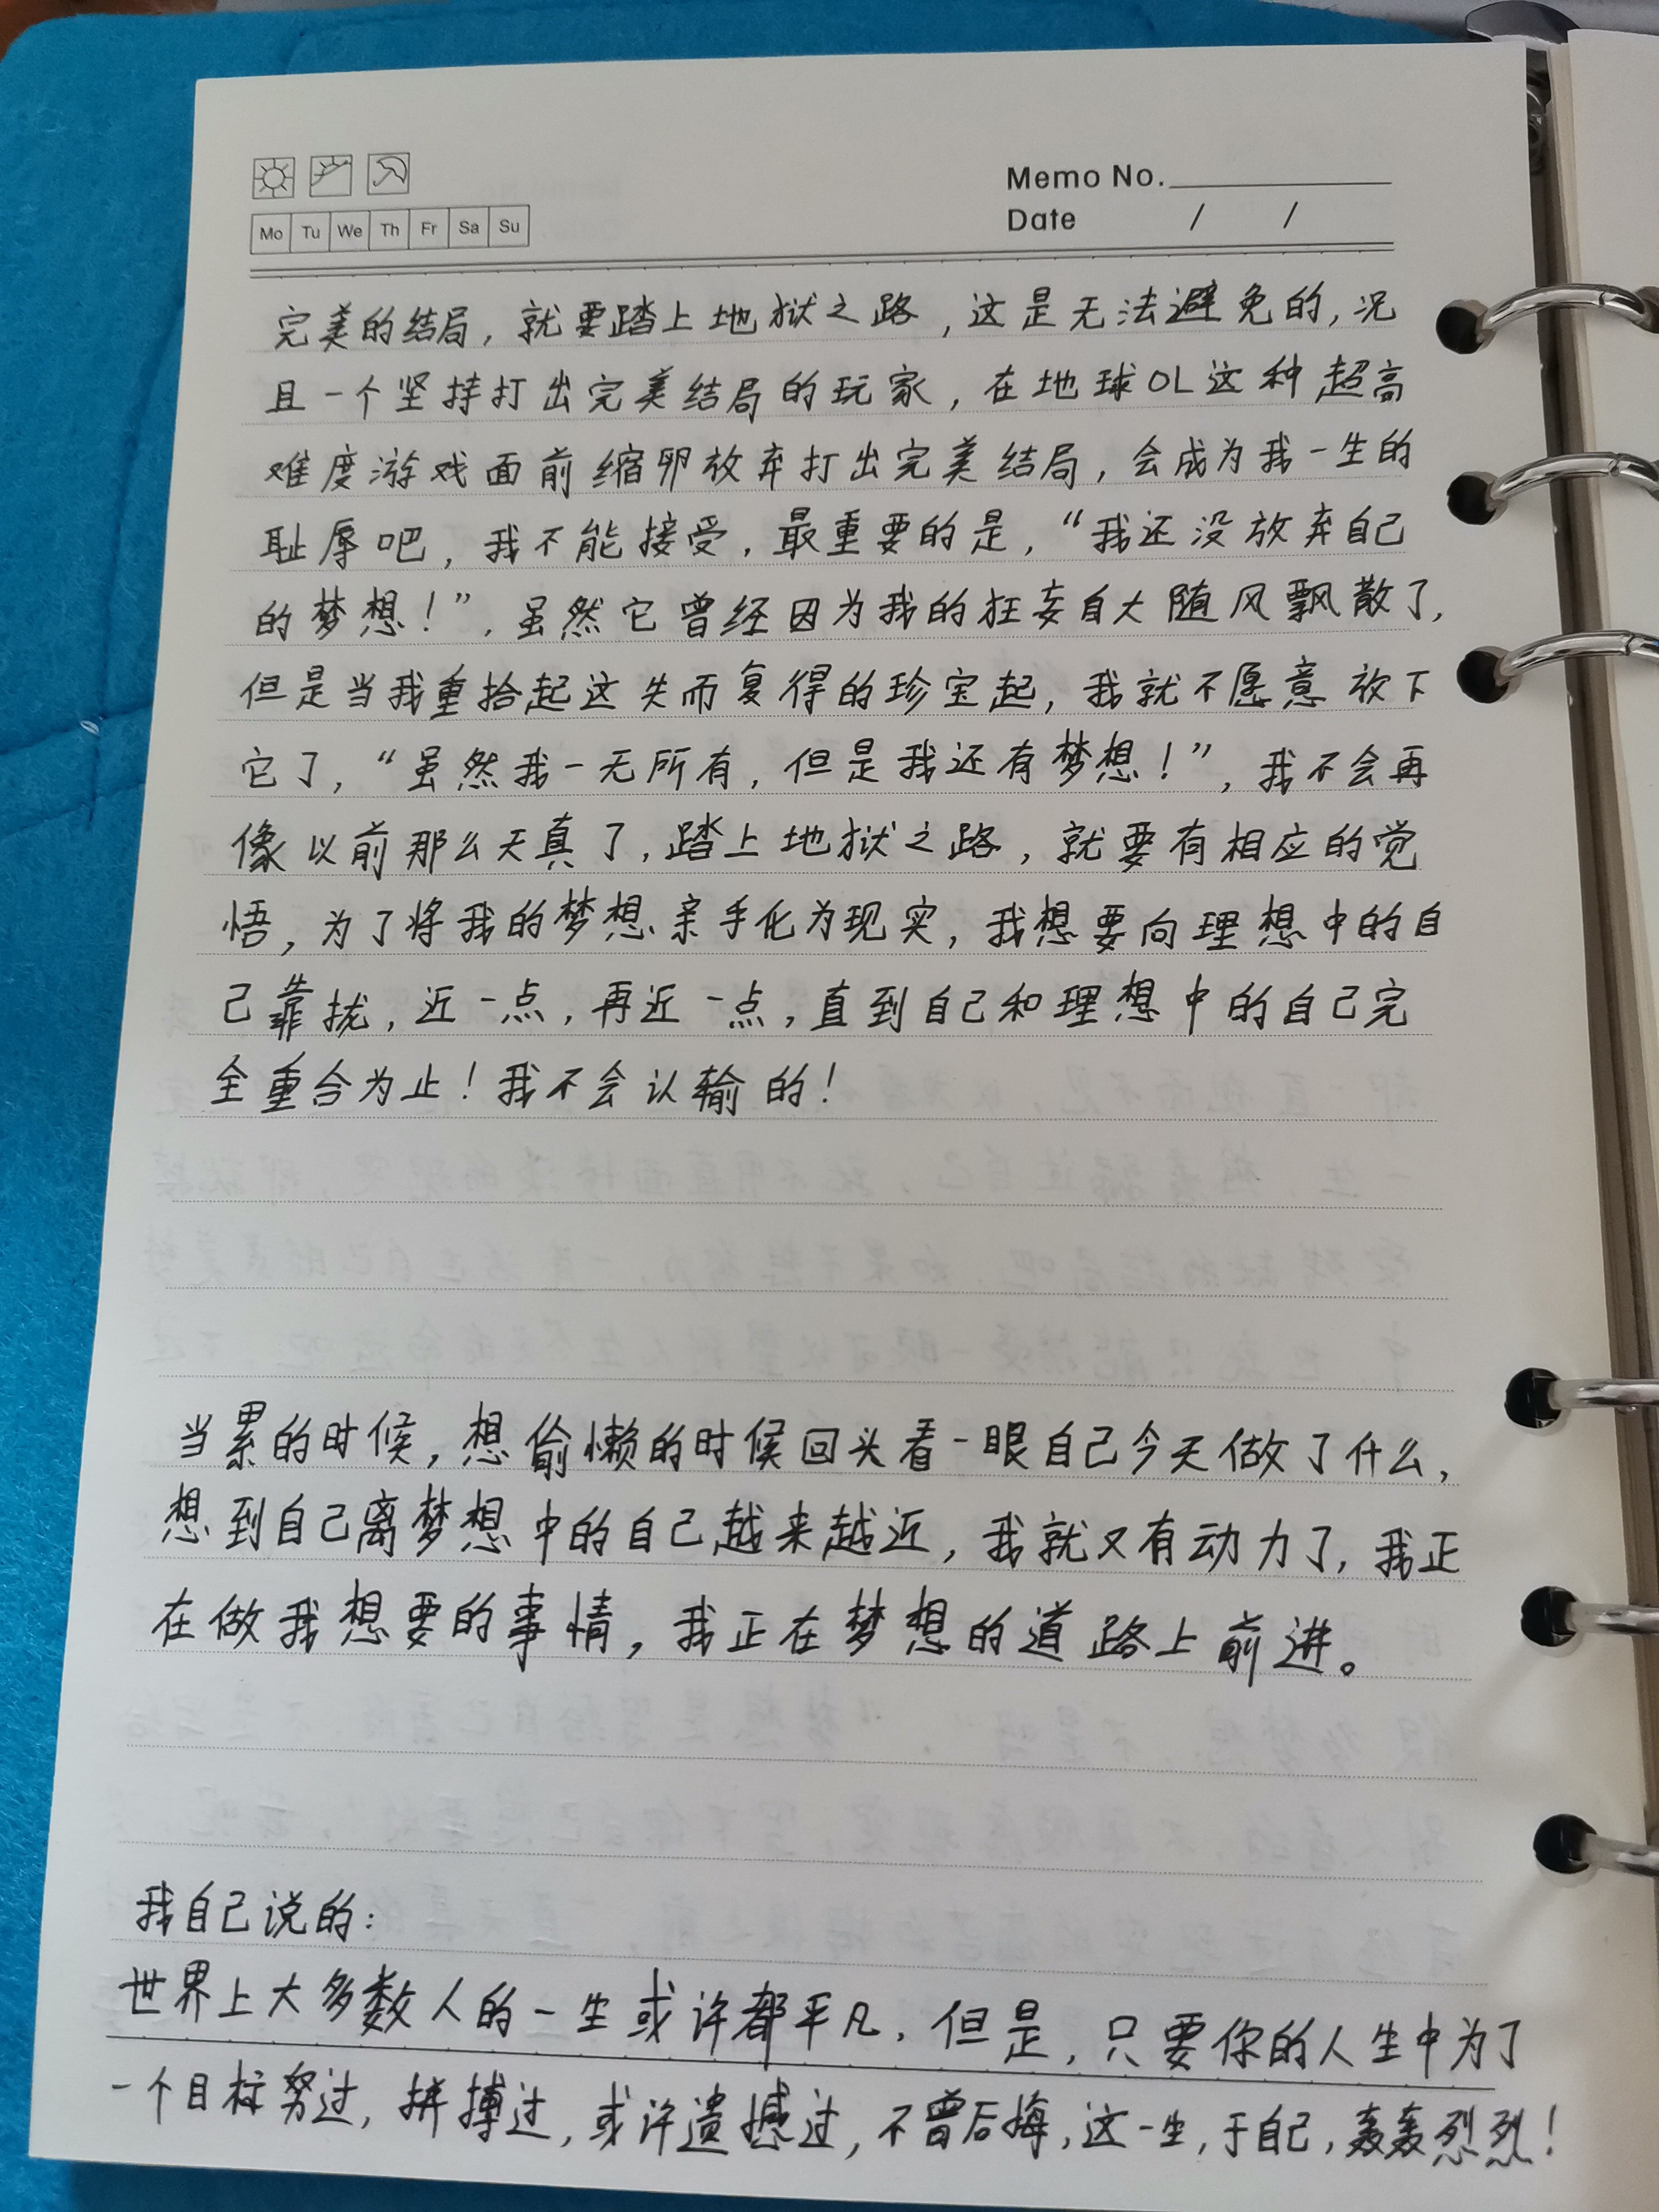 Memo No.
Mo Tu We Th Fr Sa Su
Date / /
完美的结局,就要踏上地狱之路,这是无法避免的,况
且一个坚持打出完美结局的玩家,在地球OL这种超高
难度游戏面前缩卵放弃打出完美结局,会成为我一生的
耻辱吧,我不能接受,最重要的是,“我还没放弃自己
的梦想!”,虽然它曾经因为我的狂妄自大随风飘散了,
但是当我重拾起这失而复得的珍宝起,我就不愿意放下
它了,“虽然我一无所有,但是我还有梦想!”,我不会再
像以前那么天真了,踏上地狱之路,就要有相应的觉
悟,为了将我的梦想亲手化为现实,我想要向理想中的自
己靠拢,近一点,再近一点,直到自己和理想中的自己完
全重合为止!我不会认输的!
当累的时候,想偷懒的时候回头看一眼自己今天做了什么,
想到自己离梦想中的自己越来越近,我就又有动力了,我正
在做我想要的事情,我正在梦想的道路上前进。
我自己说的:
世界上大多数人的一生或许都平凡,但是,只要你的人生中为了
一个目标努过,拼搏过,或许遗憾过,不曾后悔,这一生,于自己,轰轰烈烈!